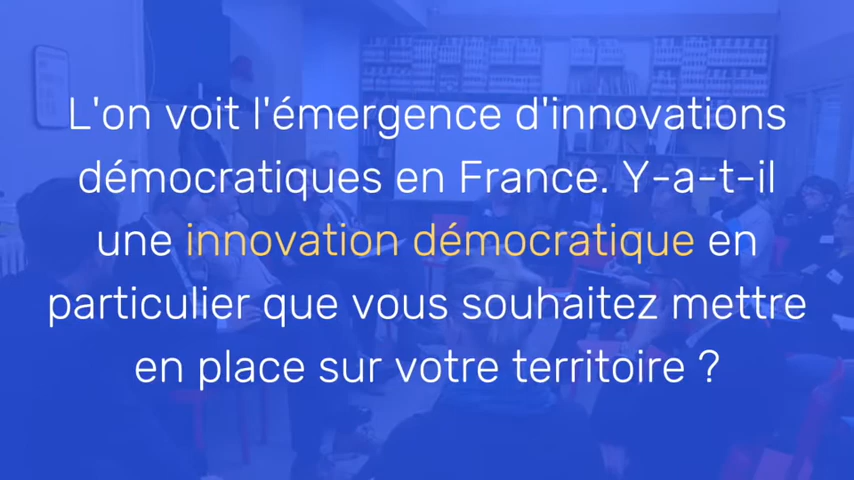 L'on voit l'émergence d'innovations
démocratiques en France. Y-a-t-il
une innovation démocratique en
particulier que vous souhaitez mettre
en place sur votre territoire ?